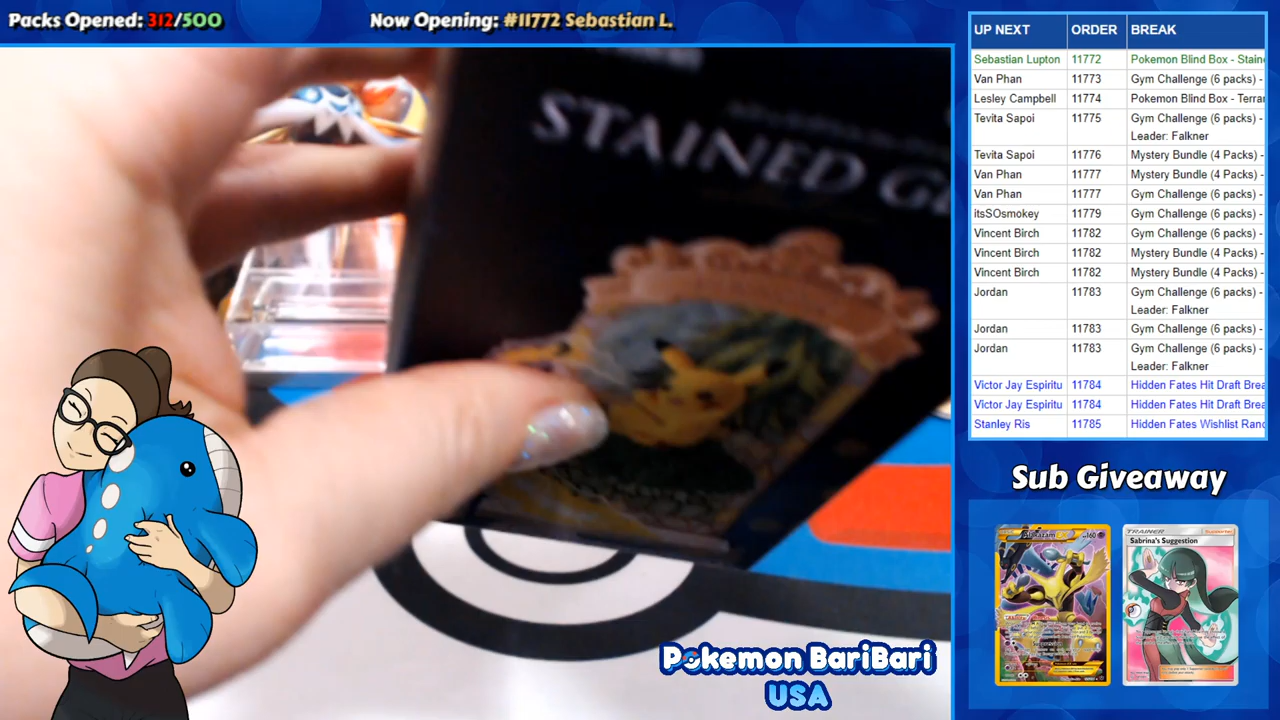 Packs Opened: 312/500
Now Opening: #11772 Sebastian L.
UP NEXT ORDER BREAK
Sebastian Lupton 11772 Pokemon Blind Box - Staine
Van Phan 11773 Gym Challenge (6 packs) -
Lesley Campbell 11774 Pokemon Blind Box - Terrar
Tevita Sapoi 11775 Gym Challenge (6 packs) -
Leader: Falkner
Tevita Sapoi 11776 Mystery Bundle (4 Packs) -
Van Phan 11777 Mystery Bundle (4 Packs) -
Van Phan 11777 Gym Challenge (6 packs) -
itsSOsmokey 11779 Gym Challenge (6 packs) -
Vincent Birch 11782 Gym Challenge (6 packs) -
Vincent Birch 11782 Mystery Bundle (4 Packs) -
Vincent Birch 11782 Mystery Bundle (4 Packs) -
Jordan 11783 Gym Challenge (6 packs) -
Leader: Falkner
Jordan 11783 Gym Challenge (6 packs) -
Jordan 11783 Gym Challenge (6 packs) -
Leader: Falkner
Victor Jay Espiritu 11784 Hidden Fates Hit Draft Brea
Victor Jay Espiritu 11784 Hidden Fates Hit Draft Brea
Stanley Ris 11785 Hidden Fates Wishlist Ranc
STAINED GL
Sub Giveaway
Alakazam HP160
TRAINER Supporter
Sabrina's Suggestion
Pokemon BariBari
USA